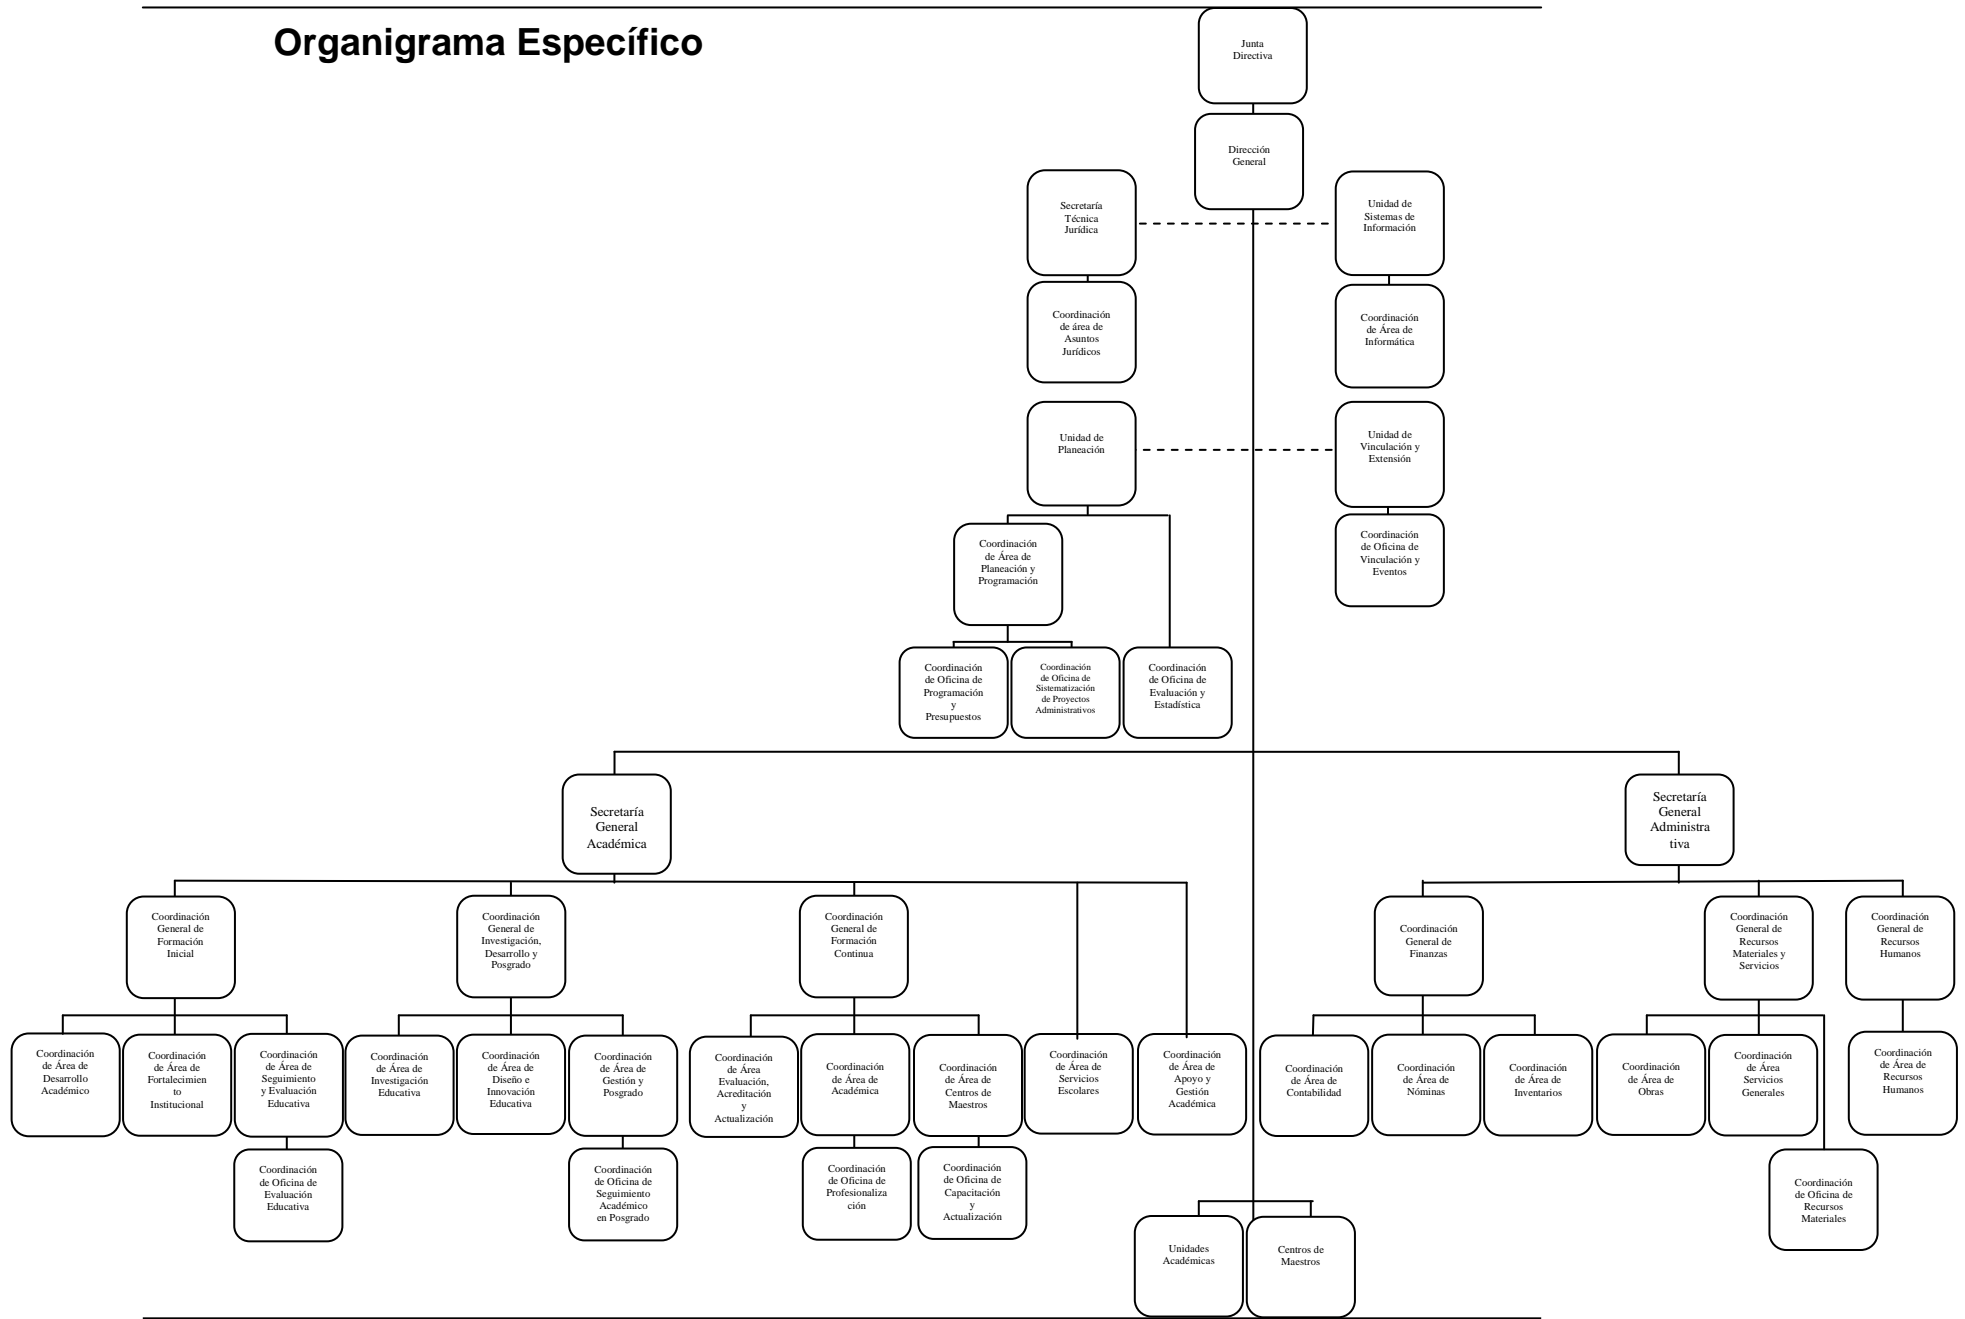 Organigrama Específico
Junta
Directiva
Dirección
General
Secretaría
Técnica
Jurídica
Unidad de
Sistemas de
Información
Coordinación
de área de
Asuntos
Jurídicos
Coordinación
de Área de
Informática
Unidad de
Planeación
Unidad de
Vinculación y
Extensión
Coordinación
de Área de
Planeación y
Programación
Coordinación
de Oficina de
Vinculación y
Eventos
Coordinación
de Oficina de
Programación
y
Presupuestos
Coordinación
de Oficina de
Sistematización
de Proyectos
Administrativos
Coordinación
de Oficina de
Evaluación y
Estadística
Secretaría
General
Académica
Secretaría
General
Administra
tiva
Coordinación
General de
Formación
Inicial
Coordinación
General de
Investigación,
Desarrollo y
Posgrado
Coordinación
General de
Formación
Continua
Coordinación
General de
Finanzas
Coordinación
General de
Recursos
Materiales y
Servicios
Coordinación
General de
Recursos
Humanos
Coordinación
de Área de
Desarrollo
Académico
Coordinación
de Área de
Fortalecimien
to
Institucional
Coordinación
de Área de
Seguimiento
y Evaluación
Educativa
Coordinación
de Área de
Investigación
Educativa
Coordinación
de Área de
Diseño e
Innovación
Educativa
Coordinación
de Área de
Gestión y
Posgrado
Coordinación
de Área
Evaluación,
Acreditación
y
Actualización
Coordinación
de Área de
Académica
Coordinación
de Área de
Centros de
Maestros
Coordinación
de Área de
Servicios
Escolares
Coordinación
de Área de
Apoyo y
Gestión
Académica
Coordinación
de Área de
Contabilidad
Coordinación
de Área de
Nóminas
Coordinación
de Área de
Inventarios
Coordinación
de Área de
Obras
Coordinación
de Área
Servicios
Generales
Coordinación
de Área de
Recursos
Humanos
Coordinación
de Oficina de
Evaluación
Educativa
Coordinación
de Oficina de
Seguimiento
Académico
en Posgrado
Coordinación
de Oficina de
Profesionaliza
ción
Coordinación
de Oficina de
Capacitación
y
Actualización
Coordinación
de Oficina de
Recursos
Materiales
Unidades
Académicas
Centros de
Maestros